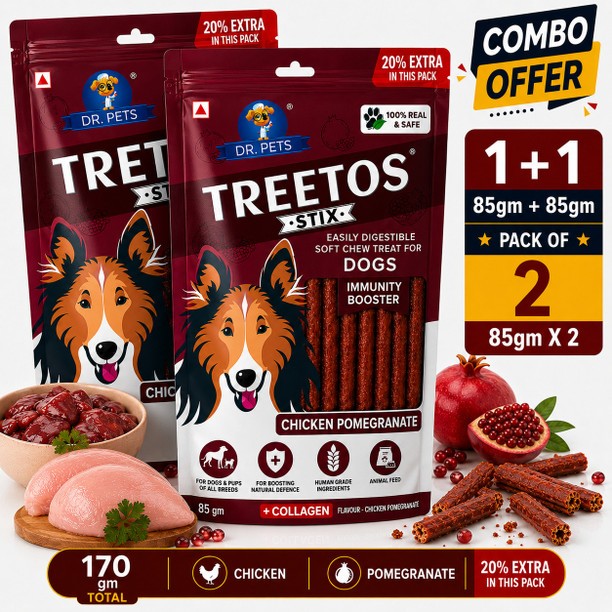 20% EXTRA
IN THIS PACK
DR. PETS
®
TRET
STIX
CHIC
20% EXTRA
IN THIS PACK
®
DR. PETS
100% REAL
& SAFE
TREETOS®
STIX
EASILY DIGESTIBLE
SOFT CHEW TREAT FOR
DOGS
IMMUNITY
BOOSTER
CHICKEN POMEGRANATE
FOR DOGS & PUPS
OF ALL BREEDS
FOR BOOSTING
NATURAL DEFENCE
HUMAN GRADE
INGREDIENTS
ANIMAL FEED
85 gm
+ COLLAGEN
FLAVOUR - CHICKEN POMEGRANATE
COMBO
OFFER
1+1
85gm + 85gm
★ PACK OF ★
2
85gm X 2
170
gm
TOTAL
CHICKEN
POMEGRANATE
20% EXTRA
IN THIS PACK